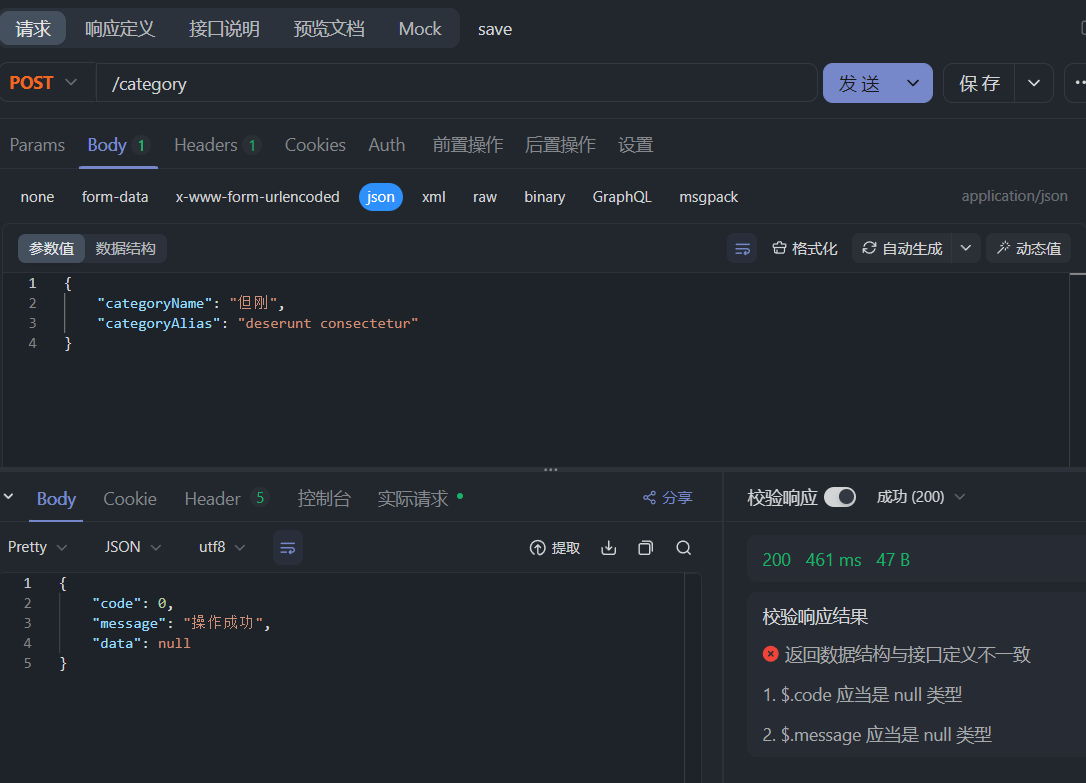 请求 响应定义 接口说明 预览文档 Mock save
POST /category 发 送 保 存
Params Body 1 Headers 1 Cookies Auth 前置操作 后置操作 设置
none form-data x-www-form-urlencoded json xml raw binary GraphQL msgpack application/json
参数值 数据结构 格式化 自动生成 动态值
1 {
2 "categoryName": "但刚",
3 "categoryAlias": "deserunt consectetur"
4 }
Body Cookie Header 5 控制台 实际请求 分享
Pretty JSON utf8 提取
1 {
2 "code": 0,
3 "message": "操作成功",
4 "data": null
5 }
校验响应 成功 (200)
200 461 ms 47 B
校验响应结果
返回数据结构与接口定义不一致
1. $.code 应当是 null 类型
2. $.message 应当是 null 类型